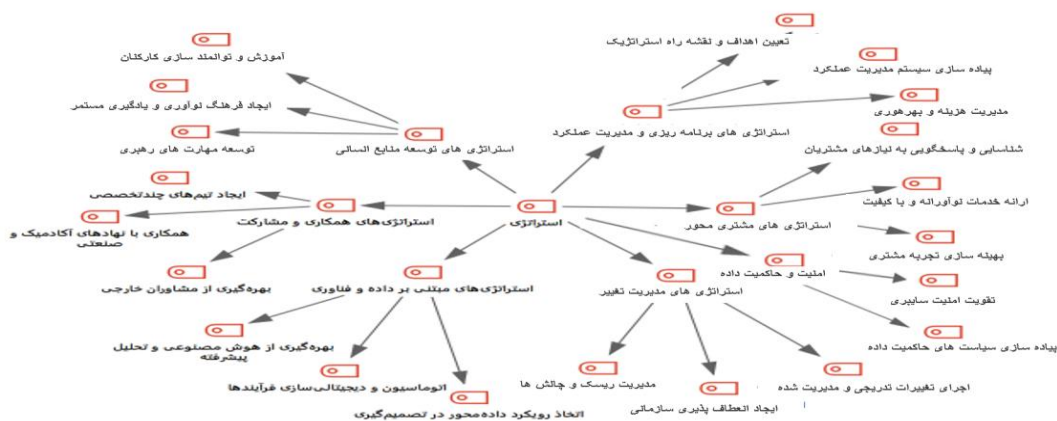 تعیین اهداف و نقشه راه استراتژیک
آموزش و توانمند سازی کارکنان
پیاده سازی سیستم مدیریت عملکرد
ایجاد فرهنگ نوآوری و یادگیری مستمر
مدیریت هزینه و بهرهوری
استراتژی های برنامه ریزی و مدیریت عملکرد
توسعه مهارت های رهبری
استراتژی های توسعه منابع انسانی
شناسایی و پاسخگویی به نیازهای مشتریان
ایجاد تیم‌های چندتخصصی
ارائه خدمات نوآورانه و با کیفیت
استراتژی‌های همکاری و مشارکت
استراتژی
استراتژی های مشتری محور
همکاری با نهادهای آکادمیک و
صنعتی
بهینه سازی تجربه مشتری
امنیت و حاکمیت داده
بهره‌گیری از مشاوران خارجی
استراتژی‌های مبتنی بر داده و فناوری
استراتژی های مدیریت تغییر
تقویت امنیت سایبری
بهره‌گیری از هوش مصنوعی و تحلیل
پیشرفته
پیاده سازی سیاست های حاکمیت داده
اتوماسیون و دیجیتالی‌سازی فرآیندها
مدیریت ریسک و چالش ها
اجرای تغییرات تدریجی و مدیریت شده
اتخاذ رویکرد داده‌محور در تصمیم‌گیری
ایجاد انعطاف پذیری سازمانی